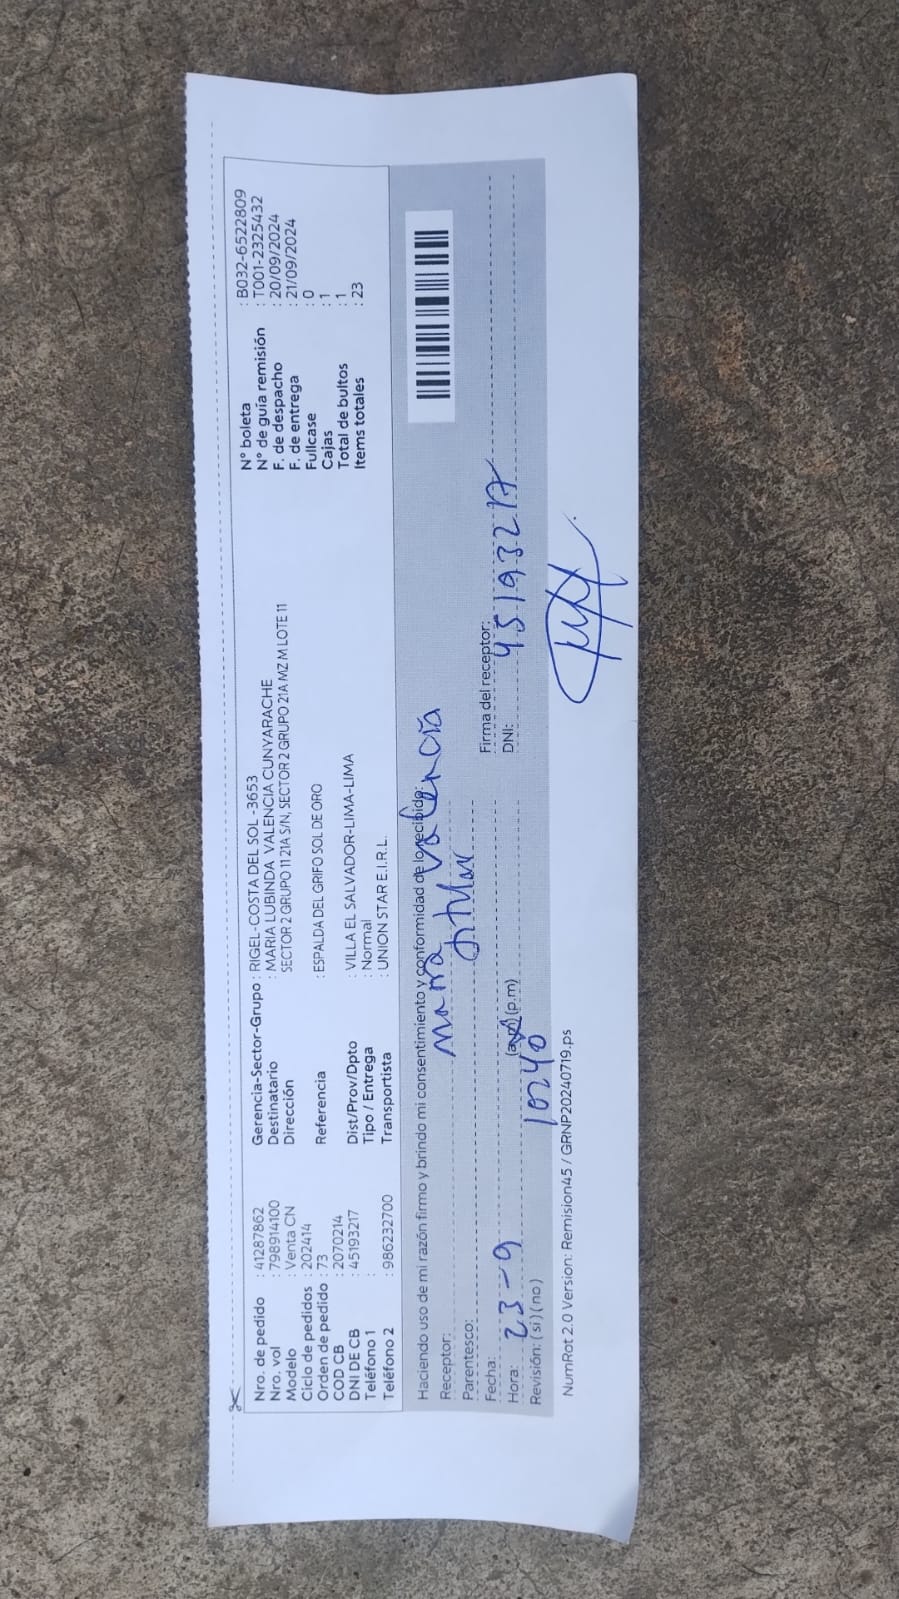 Nro. de pedido : 41287862
Nro. vol : 798914100
Modelo : Venta CN
Ciclo de pedidos : 202414
Orden de pedido : 73
COD CB : 2070214
DNI DE CB : 45193217
Teléfono 1 :
Teléfono 2 : 986232700
Gerencia-Sector-Grupo : RIGEL-COSTA DEL SOL -3653
Destinatario : MARIA LUBINDA VALENCIA CUNYARACHE
Dirección SECTOR 2 GRUPO 11 21A S/N, SECTOR 2 GRUPO 21A MZ M LOTE 11
Referencia : ESPALDA DEL GRIFO SOL DE ORO
Dist/Prov/Dpto : VILLA EL SALVADOR-LIMA-LIMA
Tipo / Entrega : Normal
Transportista : UNION STAR E.I.R.L.
N° boleta : B032-6522809
N° de guía remisión : T001-2325432
F. de despacho : 20/09/2024
F. de entrega : 21/09/2024
Fullcase : 0
Cajas : 1
Total de bultos : 1
Items totales : 23
Haciendo uso de mi razón firmo y brindo mi consentimiento y conformidad de lo recibido:
Receptor: Maria Valencia
Parentesco: titular
Fecha: 23-9
Hora: 10:40 (a.m) (p.m)
Revisión: (si) (no)
Firma del receptor:
DNI: 45193217
NumRot 2.0 Version: Remision45 / GRNP20240719.ps